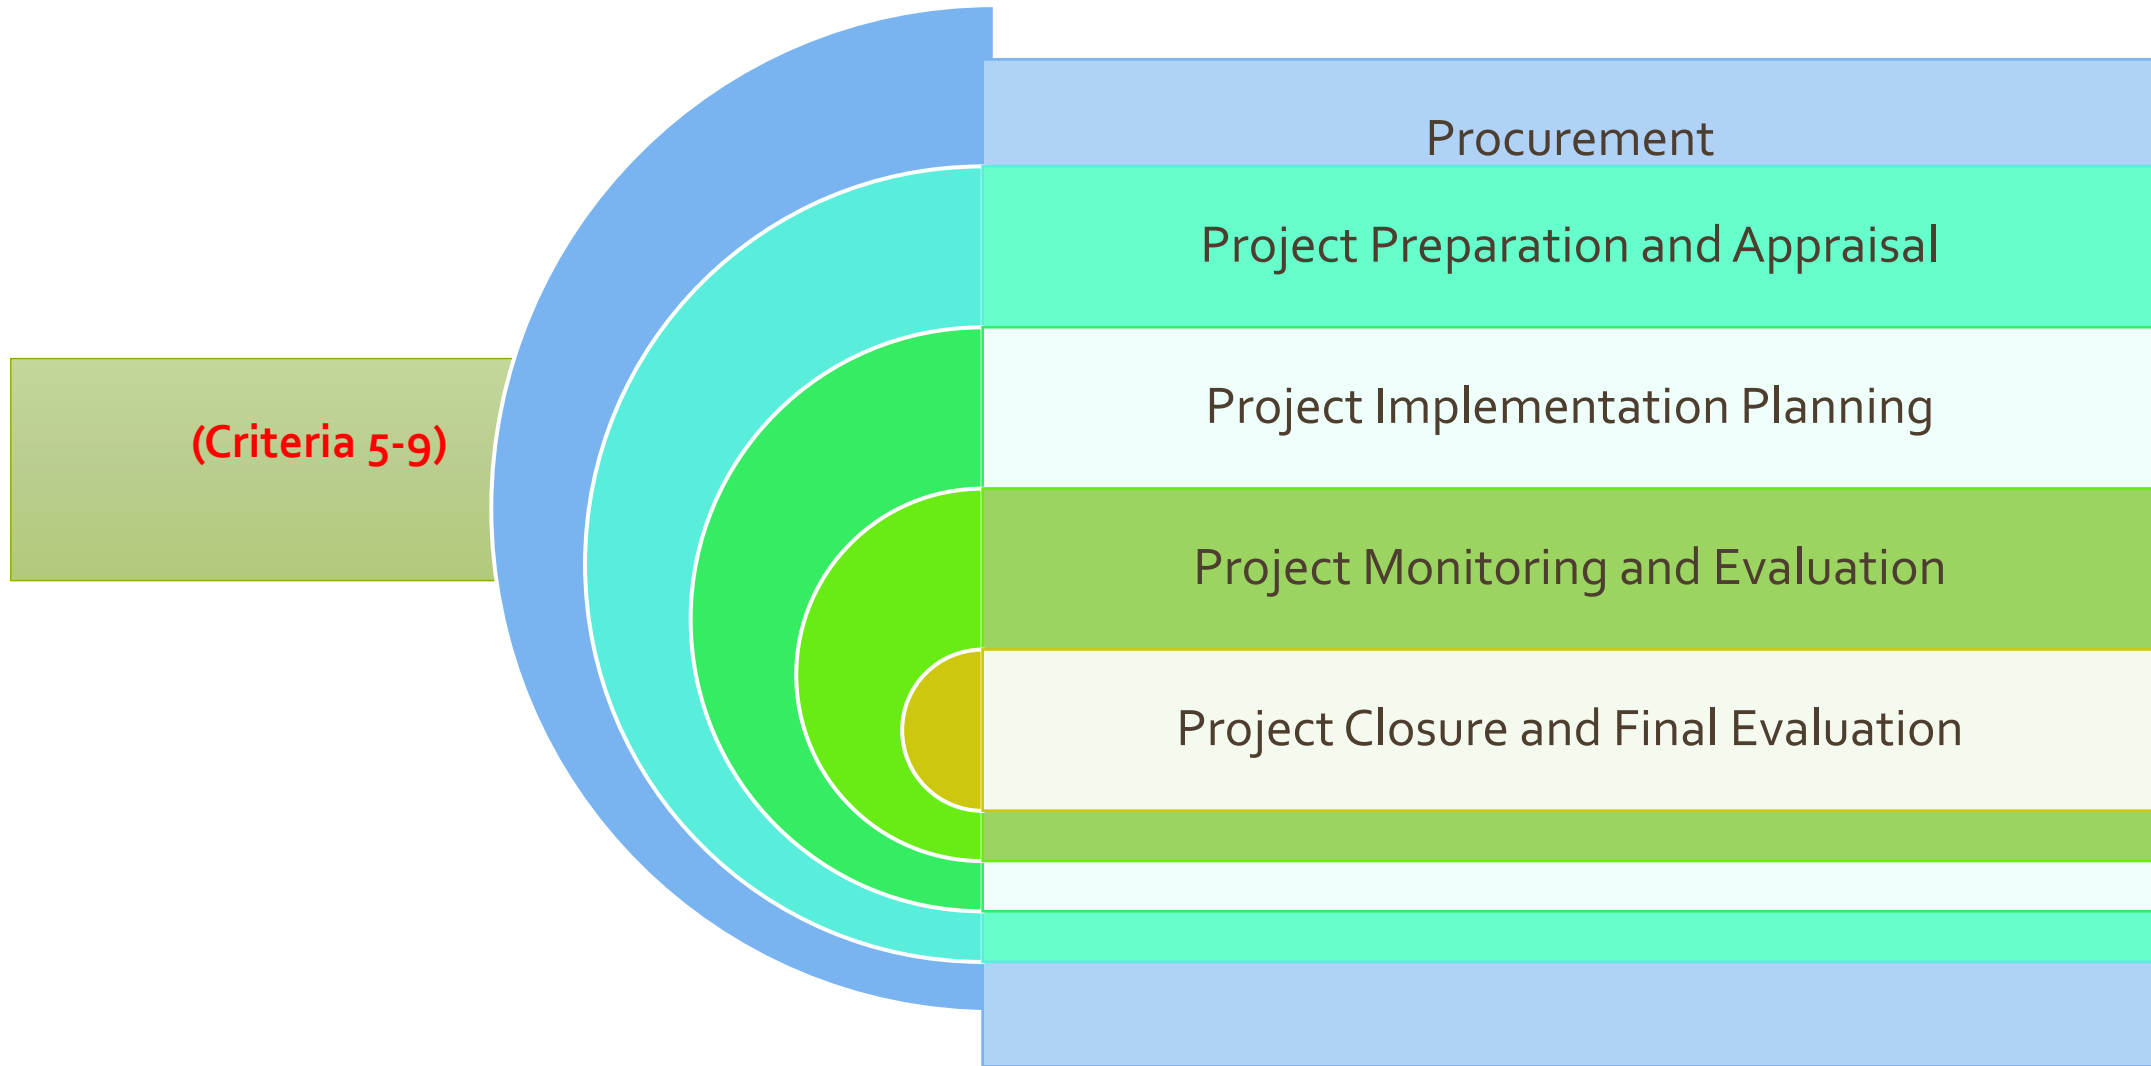 Procurement
Project Preparation and Appraisal
Project Implementation Planning
(Criteria 5-9)
Project Monitoring and Evaluation
Project Closure and Final Evaluation